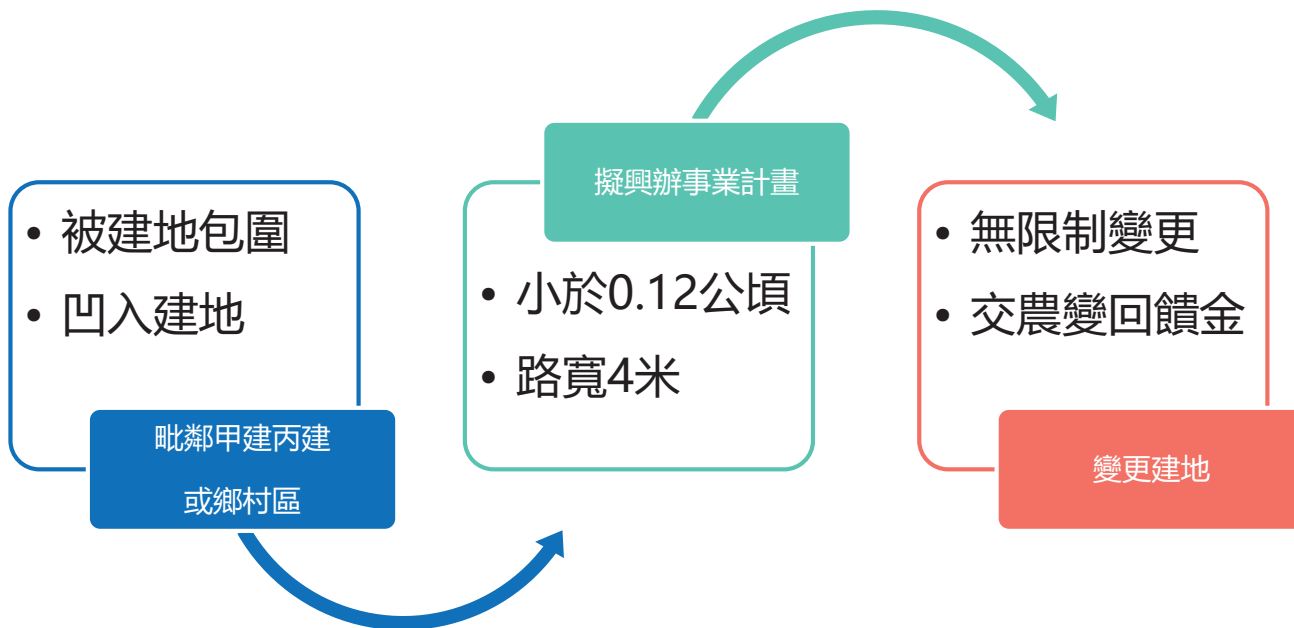 • 被建地包圍
• 凹入建地
毗鄰甲建丙建
或鄉村區
擬興辦事業計畫
• 小於0.12公頃
• 路寬4米
• 無限制變更
• 交農變回饋金
變更建地